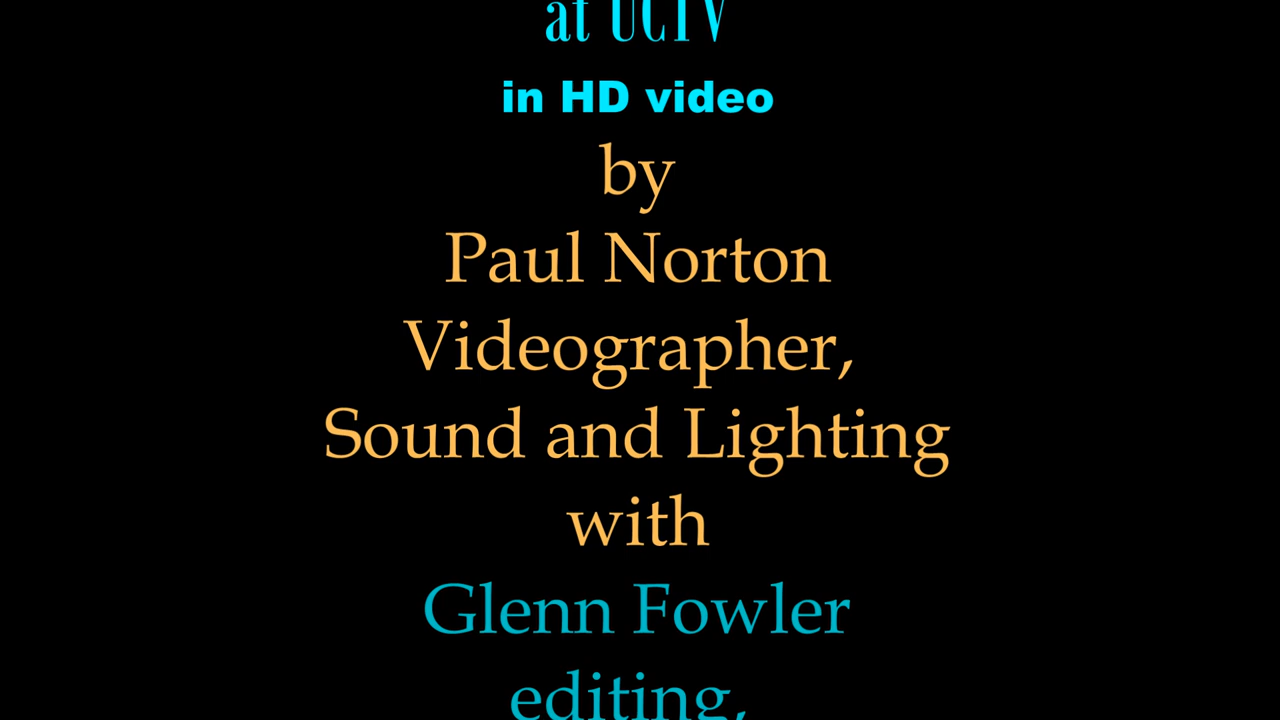 at UCTV
in HD video
by
Paul Norton
Videographer,
Sound and Lighting
with
Glenn Fowler
editing,